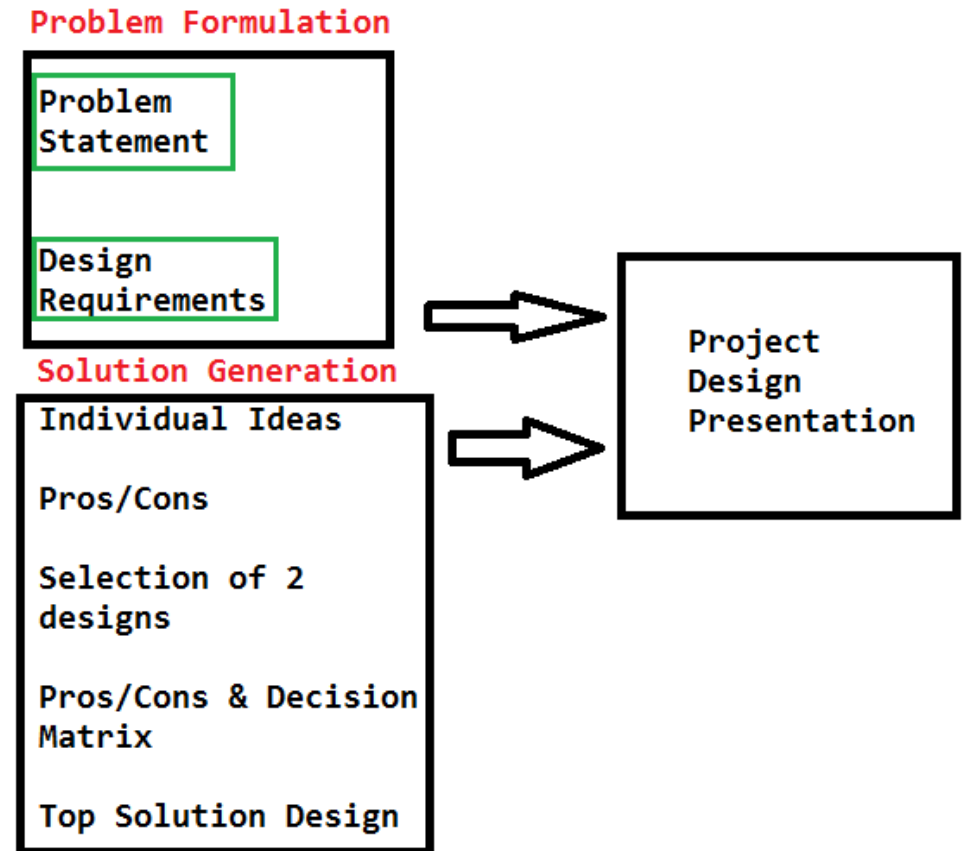 Problem Formulation
Problem
Statement
Design
Requirements
Solution Generation
Individual Ideas
Pros/Cons
Selection of 2
designs
Pros/Cons & Decision
Matrix
Top Solution Design
Project
Design
Presentation